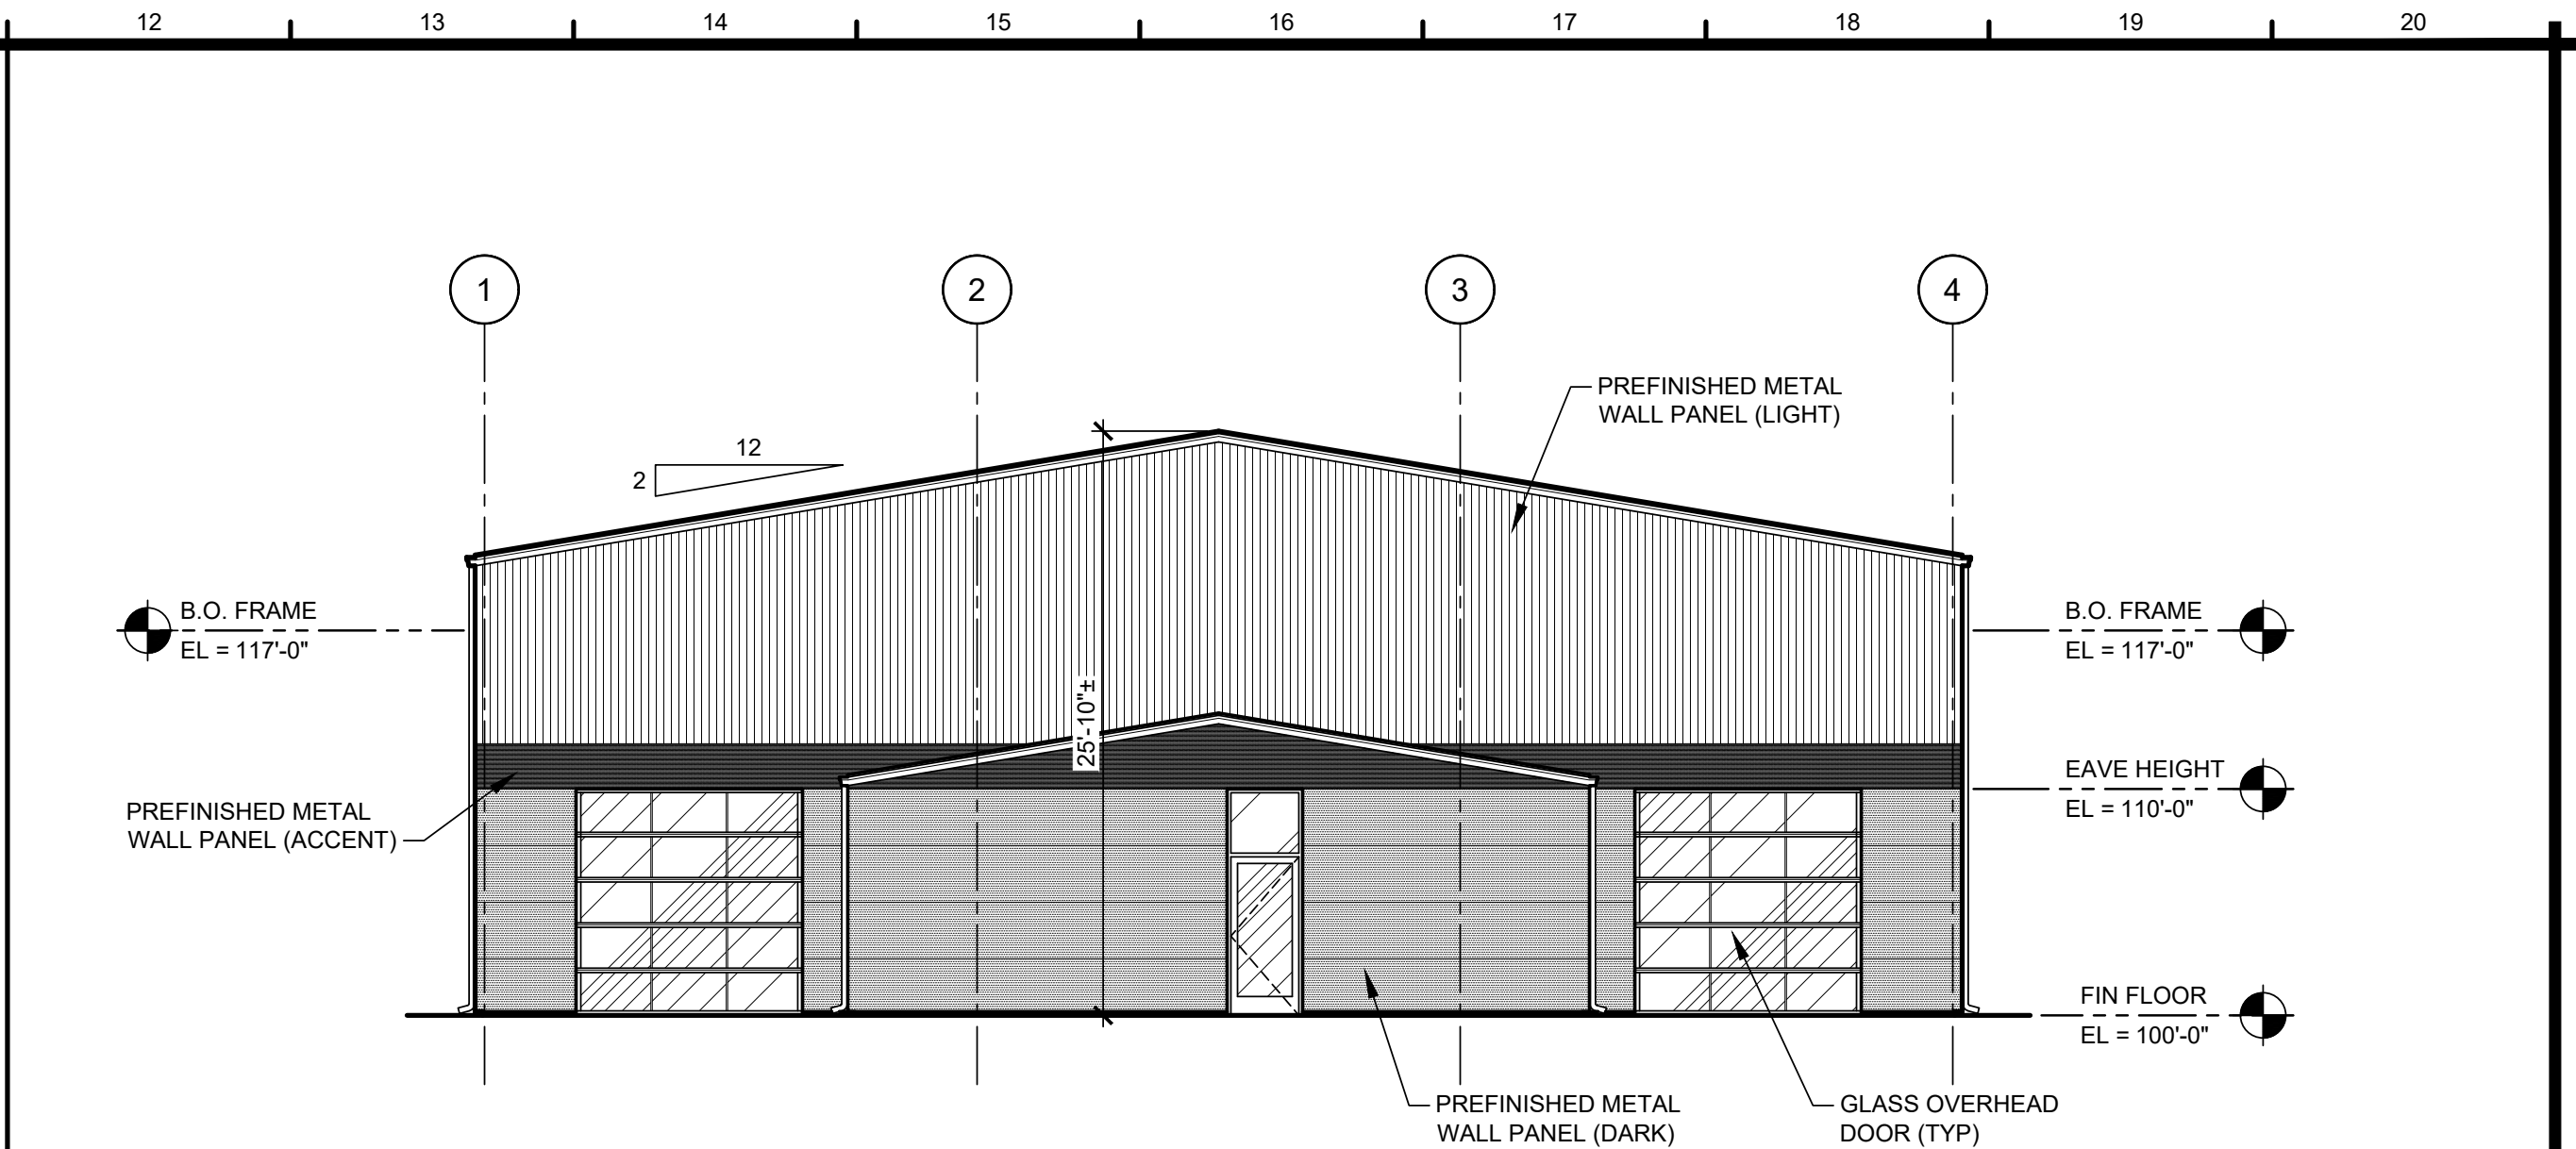 12 13 14 15 16 17 18 19 20
1 2 3 4
PREFINISHED METAL
WALL PANEL (LIGHT)
12
2
B.O. FRAME
EL = 117'-0"
B.O. FRAME
EL = 117'-0"
25'-10"±
EAVE HEIGHT
EL = 110'-0"
PREFINISHED METAL
WALL PANEL (ACCENT)
FIN FLOOR
EL = 100'-0"
PREFINISHED METAL
WALL PANEL (DARK)
GLASS OVERHEAD
DOOR (TYP)